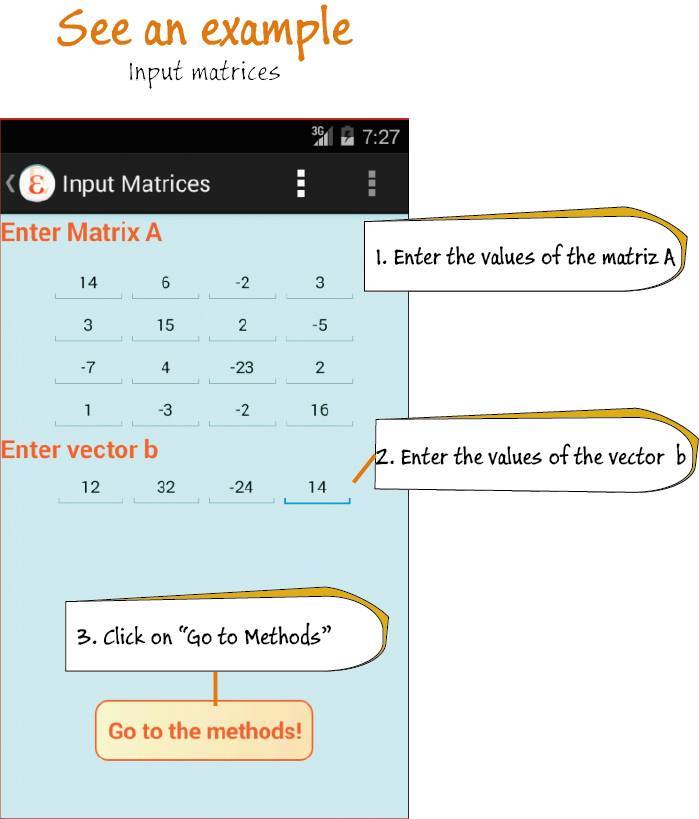 See an example
Input matrices
3G 7:27
ε Input Matrices
Enter Matrix A
1. Enter the values of the matriz A
14 6 -2 3
3 15 2 -5
-7 4 -23 2
1 -3 -2 16
Enter vector b
2. Enter the values of the vector b
12 32 -24 14
3. Click on “Go to Methods”
Go to the methods!